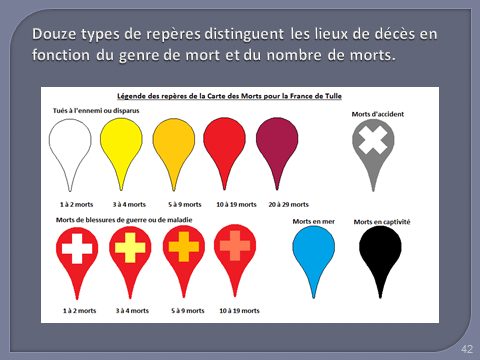 Douze types de repères distinguent les lieux de décès en
fonction du genre de mort et du nombre de morts.
Légende des repères de la Carte des Morts pour la France de Tulle
Tués à l'ennemi ou disparus
Morts d'accident
1 à 2 morts
3 à 4 morts
5 à 9 morts
10 à 19 morts
20 à 29 morts
Morts de blessures de guerre ou de maladie
Morts en mer
Morts en captivité
1 à 2 morts
3 à 4 morts
5 à 9 morts
10 à 19 morts
42